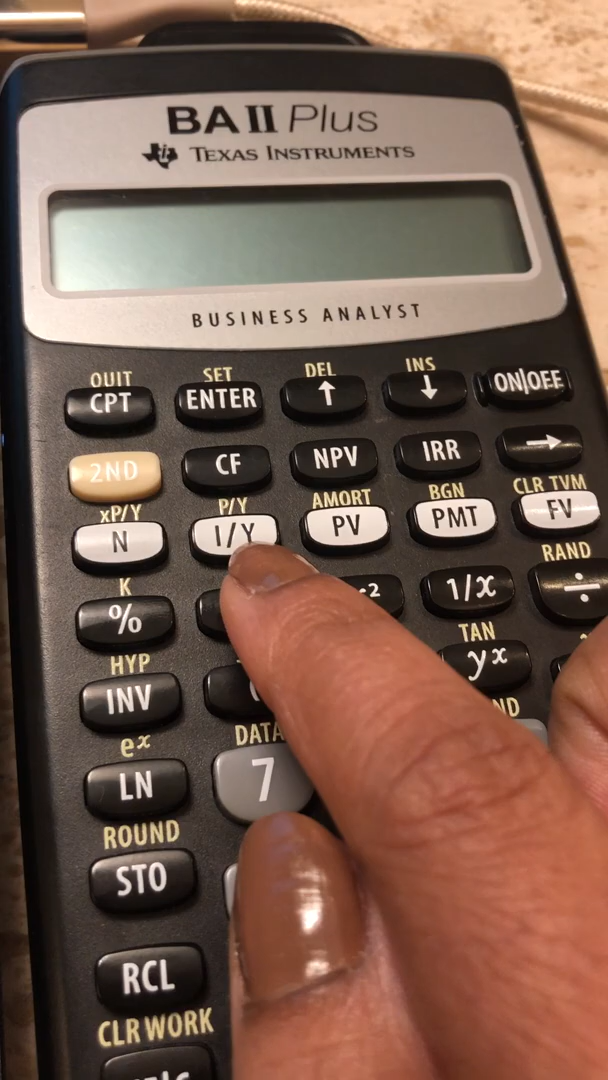 BA II Plus
TEXAS INSTRUMENTS
BUSINESS ANALYST
QUIT SET DEL INS
CPT ENTER ↑ ↓ ON|OFF
2ND CF NPV IRR →
xP/Y P/Y AMORT BGN CLR TVM
N I/Y PV PMT FV
K RAND
% 1/x ÷
HYP TAN
INV yx
ex DATA
LN 7
ROUND
STO
RCL
CLR WORK